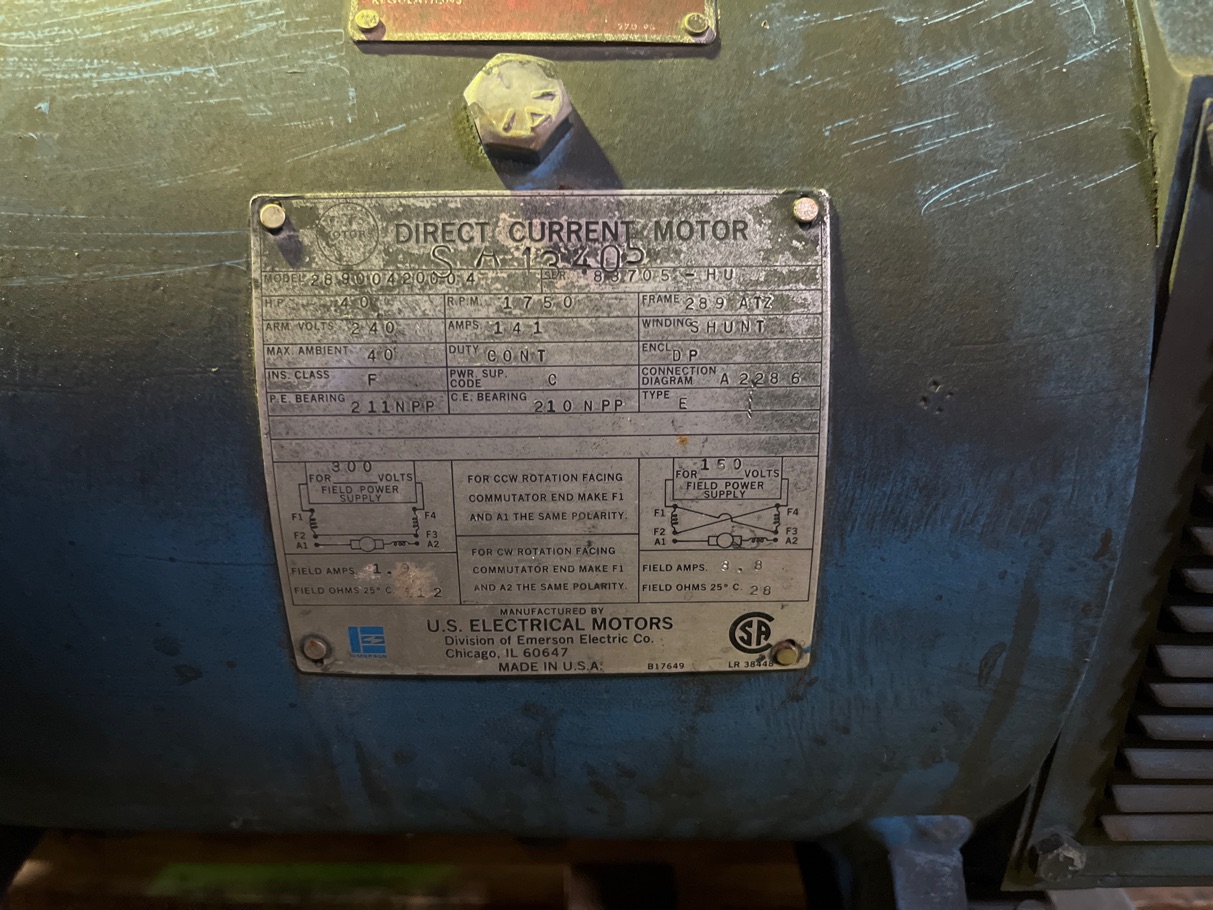 REGULATIONS
DIRECT CURRENT MOTOR
MODEL 28900420004 SER. 83705-HU
H.P. 40 R.P.M. 1750 FRAME 289 ATZ
ARM. VOLTS 240 AMPS 141 WINDING SHUNT
MAX. AMBIENT 40 DUTY CONT ENCL DP
INS. CLASS F PWR. SUP. CODE C CONNECTION DIAGRAM A2286
P.E. BEARING 211NPP C.E. BEARING 210 NPP TYPE E
300
FOR VOLTS
FIELD POWER
SUPPLY
F1 F4
F2 F3
A1 A2
FIELD AMPS.
FIELD OHMS 25° C.
FOR CCW ROTATION FACING
COMMUTATOR END MAKE F1
AND A1 THE SAME POLARITY.
FOR CW ROTATION FACING
COMMUTATOR END MAKE F1
AND A2 THE SAME POLARITY.
150
FOR VOLTS
FIELD POWER
SUPPLY
F1 F4
F2 F3
A1 A2
FIELD AMPS. 3.8
FIELD OHMS 25° C. 28
MANUFACTURED BY
U.S. ELECTRICAL MOTORS
Division of Emerson Electric Co.
Chicago, IL 60647
MADE IN U.S.A.
B17649
LR 38448